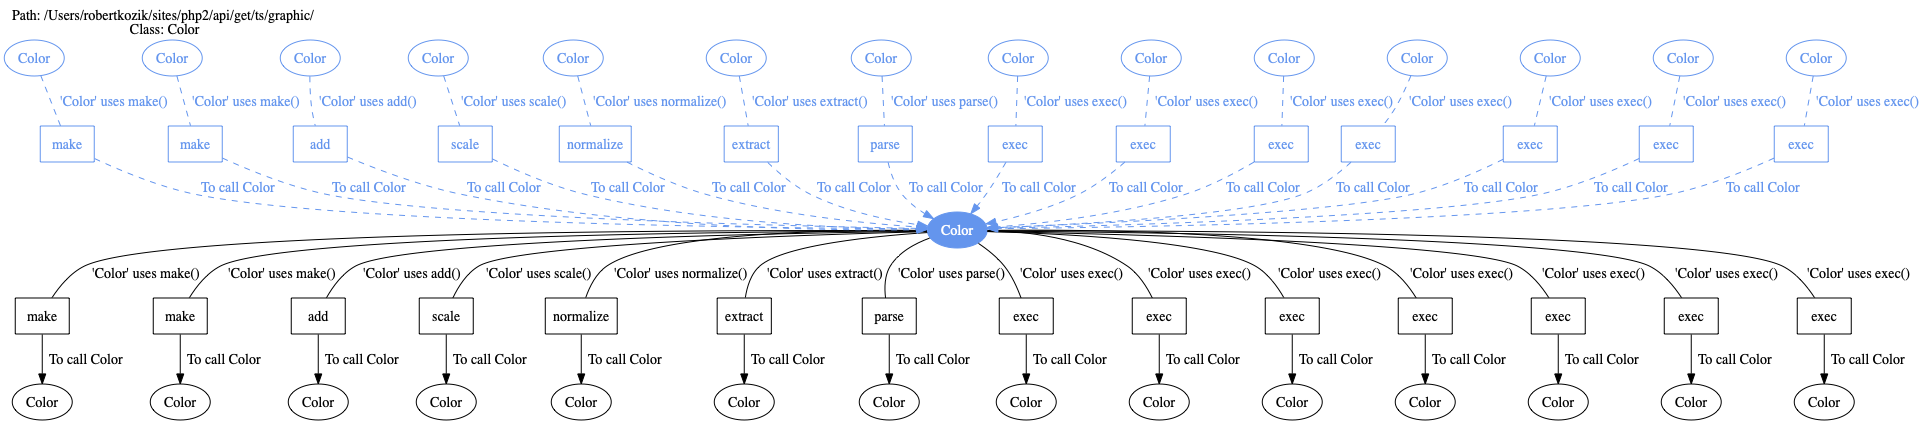 Path: /Users/robertkozik/sites/php2/api/get/ts/graphic/
Class: Color
Color Color Color Color Color Color Color Color Color Color Color Color Color Color
'Color' uses make() 'Color' uses make() 'Color' uses add() 'Color' uses scale() 'Color' uses normalize() 'Color' uses extract() 'Color' uses parse() 'Color' uses exec() 'Color' uses exec() 'Color' uses exec() 'Color' uses exec() 'Color' uses exec() 'Color' uses exec() 'Color' uses exec()
make make add scale normalize extract parse exec exec exec exec exec exec exec
To call Color To call Color To call Color To call Color To call Color To call Color To call Color To call Color To call Color To call Color To call Color To call Color To call Color To call Color
Color
'Color' uses make() 'Color' uses make() 'Color' uses add() 'Color' uses scale() 'Color' uses normalize() 'Color' uses extract() 'Color' uses parse() 'Color' uses exec() 'Color' uses exec() 'Color' uses exec() 'Color' uses exec() 'Color' uses exec() 'Color' uses exec() 'Color' uses exec()
make make add scale normalize extract parse exec exec exec exec exec exec exec
To call Color To call Color To call Color To call Color To call Color To call Color To call Color To call Color To call Color To call Color To call Color To call Color To call Color To call Color
Color Color Color Color Color Color Color Color Color Color Color Color Color Color